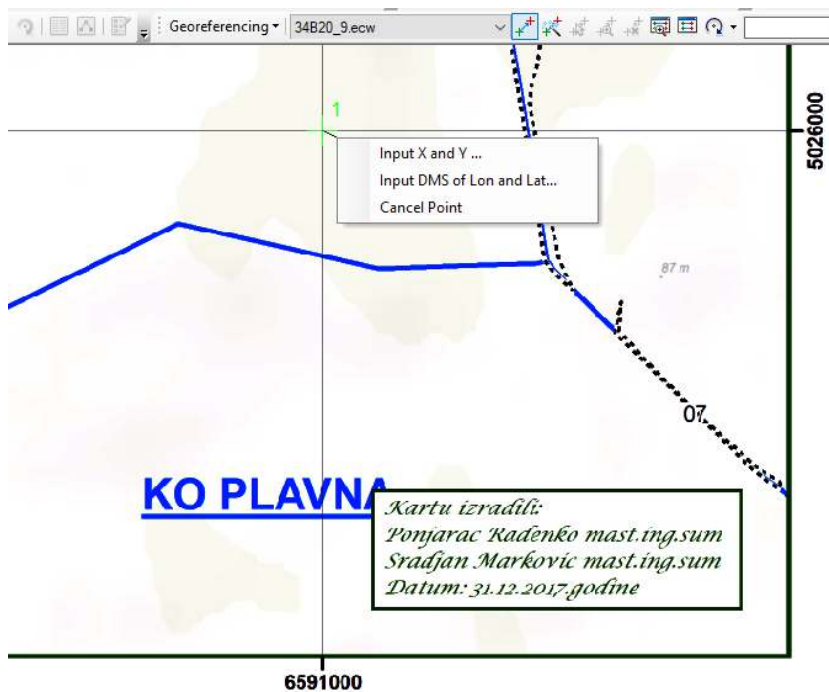 Georeferencing 34B20_9.ecw
1
5026000
Input X and Y ...
Input DMS of Lon and Lat...
Cancel Point
87 m
07
KO PLAVNA
Kartu izradili:
Ponjarac Radenko mast.ing.sum
Sradjan Markovic mast.ing.sum
Datum: 31.12.2017.godine
6591000